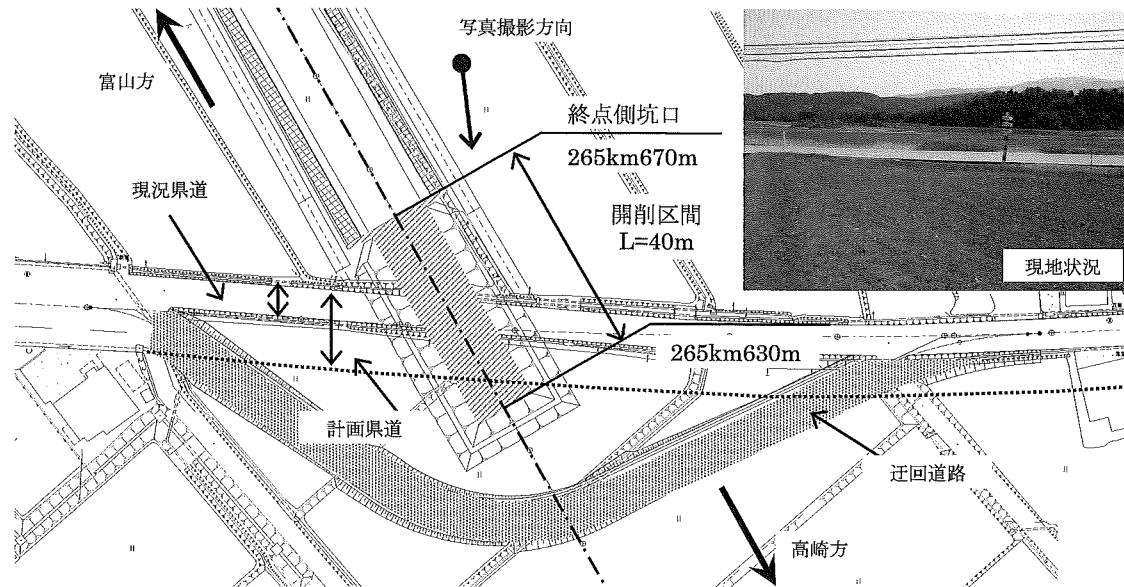 写真撮影方向
富山方
終点側坑口
265km670m
現況県道
開削区間
L=40m
現地状況
265km630m
計画県道
迂回道路
高崎方